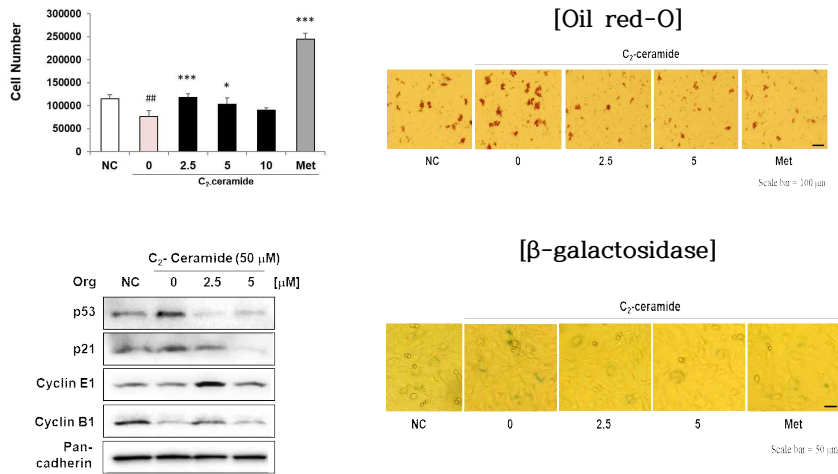 300000
250000
200000
150000
100000
50000
0
Cell Number
##
***
*
***
NC 0 2.5 5 10 Met
C₂.ceramide
[Oil red-O]
C₂-ceramide
NC 0 2.5 5 Met
Scale bar = 100 μm
C₂- Ceramide (50 μM)
Org NC 0 2.5 5 [μM]
p53
p21
Cyclin E1
Cyclin B1
Pan-
cadherin
[β-galactosidase]
C₂-ceramide
NC 0 2.5 5 Met
Scale bar = 50 μm